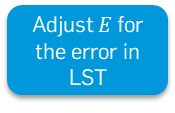 Adjust E for
the error in
LST